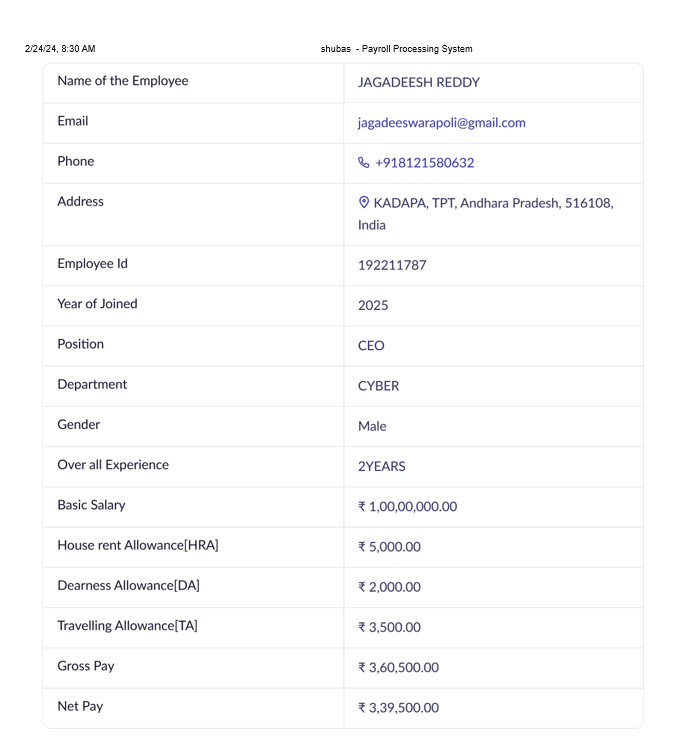 2/24/24, 8:30 AM shubas - Payroll Processing System
Name of the Employee JAGADEESH REDDY
Email jagadeeswarapoli@gmail.com
Phone +918121580632
Address KADAPA, TPT, Andhara Pradesh, 516108,
India
Employee Id 192211787
Year of Joined 2025
Position CEO
Department CYBER
Gender Male
Over all Experience 2YEARS
Basic Salary ₹ 1,00,00,000.00
House rent Allowance[HRA] ₹ 5,000.00
Dearness Allowance[DA] ₹ 2,000.00
Travelling Allowance[TA] ₹ 3,500.00
Gross Pay ₹ 3,60,500.00
Net Pay ₹ 3,39,500.00